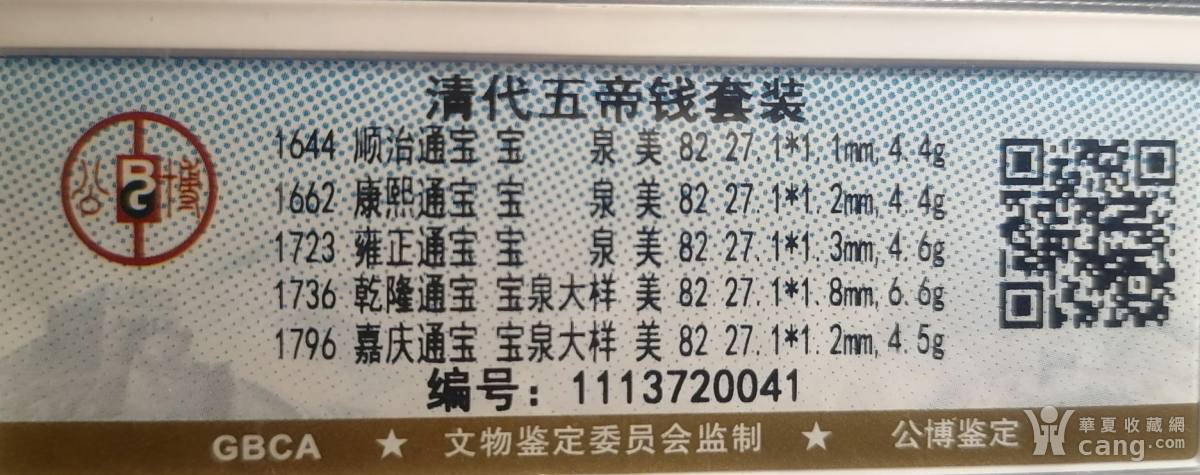 清代五帝钱套装
1644 顺治通宝 宝 泉 美 82 27.1*1.1mm,4.4g
1662 康熙通宝 宝 泉 美 82 27.1*1.2mm,4.4g
1723 雍正通宝 宝 泉 美 82 27.1*1.3mm,4.6g
1736 乾隆通宝 宝泉大样 美 82 27.1*1.8mm,6.6g
1796 嘉庆通宝 宝泉大样 美 82 27.1*1.2mm,4.5g
编号：1113720041
公 博
GBCA ★ 文物鉴定委员会监制 ★ 公博鉴定
華夏收藏網
cang.com